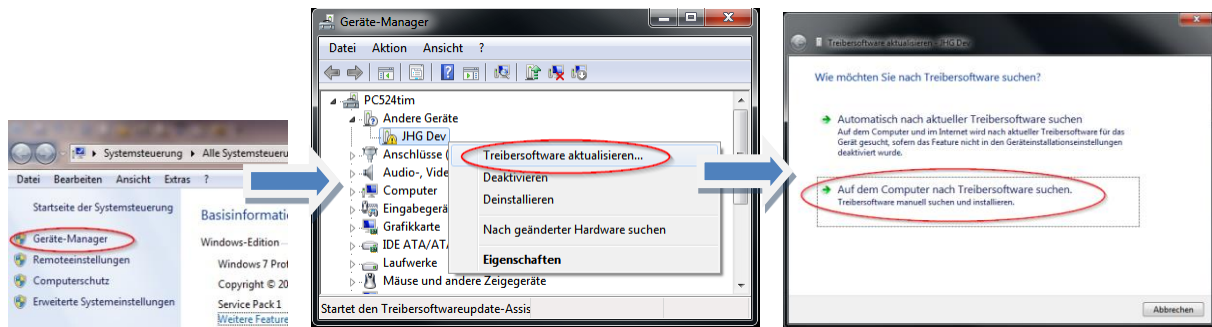 Systemsteuerung ▸ Alle Systemsteueru
Datei Bearbeiten Ansicht Extras ?
Startseite der Systemsteuerung
Geräte-Manager
Remoteeinstellungen
Computerschutz
Erweiterte Systemeinstellungen
Basisinformati
Windows-Edition
Windows 7 Prof
Copyright © 20
Service Pack 1
Weitere Feature
Geräte-Manager
Datei Aktion Ansicht ?
PC524tim
Andere Geräte
JHG Dev
Anschlüsse (
Audio-, Vide
Computer
Eingabegerä
Grafikkarte
IDE ATA/AT
Laufwerke
Mäuse und andere Zeigegeräte
Treibersoftware aktualisieren...
Deaktivieren
Deinstallieren
Nach geänderter Hardware suchen
Eigenschaften
Startet den Treibersoftwareupdate-Assis
Treibersoftware aktualisieren - JHG Dev
Wie möchten Sie nach Treibersoftware suchen?
Automatisch nach aktueller Treibersoftware suchen
Auf dem Computer und im Internet wird nach aktueller Treibersoftware für das
Gerät gesucht, sofern das Feature nicht in den Geräteinstallationseinstellungen
deaktiviert wurde.
Auf dem Computer nach Treibersoftware suchen.
Treibersoftware manuell suchen und installieren.
Abbrechen